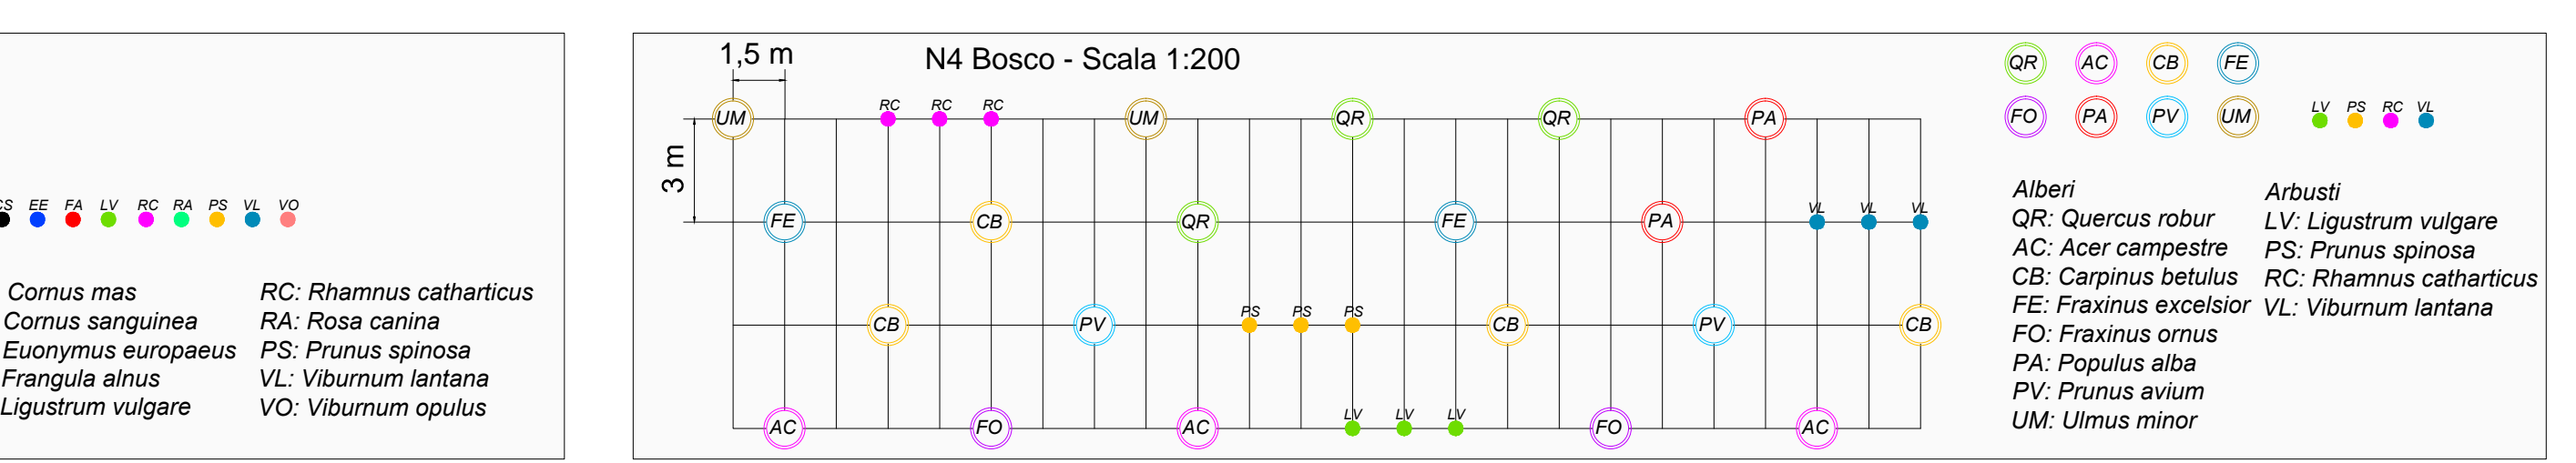 CS EE FA LV RC RA PS VL VO
Cornus mas
Cornus sanguinea
Euonymus europaeus
Frangula alnus
Ligustrum vulgare
RC: Rhamnus catharticus
RA: Rosa canina
PS: Prunus spinosa
VL: Viburnum lantana
VO: Viburnum opulus
N4 Bosco - Scala 1:200
1,5 m
3 m
UM RC RC RC UM QR QR PA
FE CB QR FE PA VL VL VL
CB PV PS PS PS CB PV CB
AC FO AC LV LV LV FO AC
QR AC CB FE
FO PA PV UM
LV PS RC VL
Alberi
QR: Quercus robur
AC: Acer campestre
CB: Carpinus betulus
FE: Fraxinus excelsior
FO: Fraxinus ornus
PA: Populus alba
PV: Prunus avium
UM: Ulmus minor
Arbusti
LV: Ligustrum vulgare
PS: Prunus spinosa
RC: Rhamnus catharticus
VL: Viburnum lantana